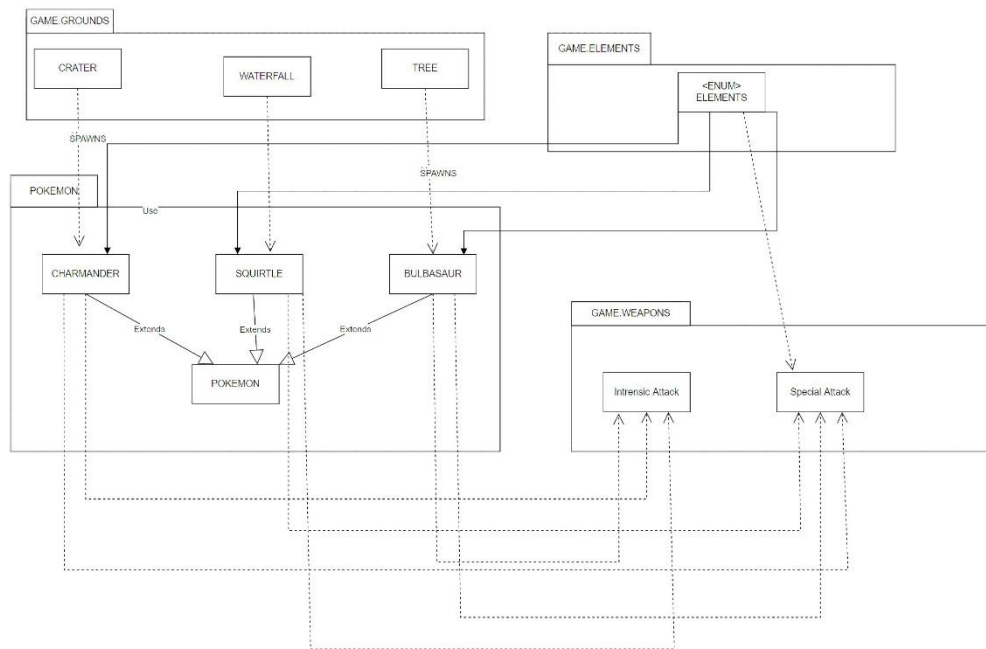 GAME.GROUNDS
CRATER
WATERFALL
TREE
GAME.ELEMENTS
<ENUM>
ELEMENTS
SPAWNS
SPAWNS
POKEMON
Use
CHARMANDER
SQUIRTLE
BULBASAUR
GAME.WEAPONS
Extends
Extends
Extends
POKEMON
Intrensic Attack
Special Attack